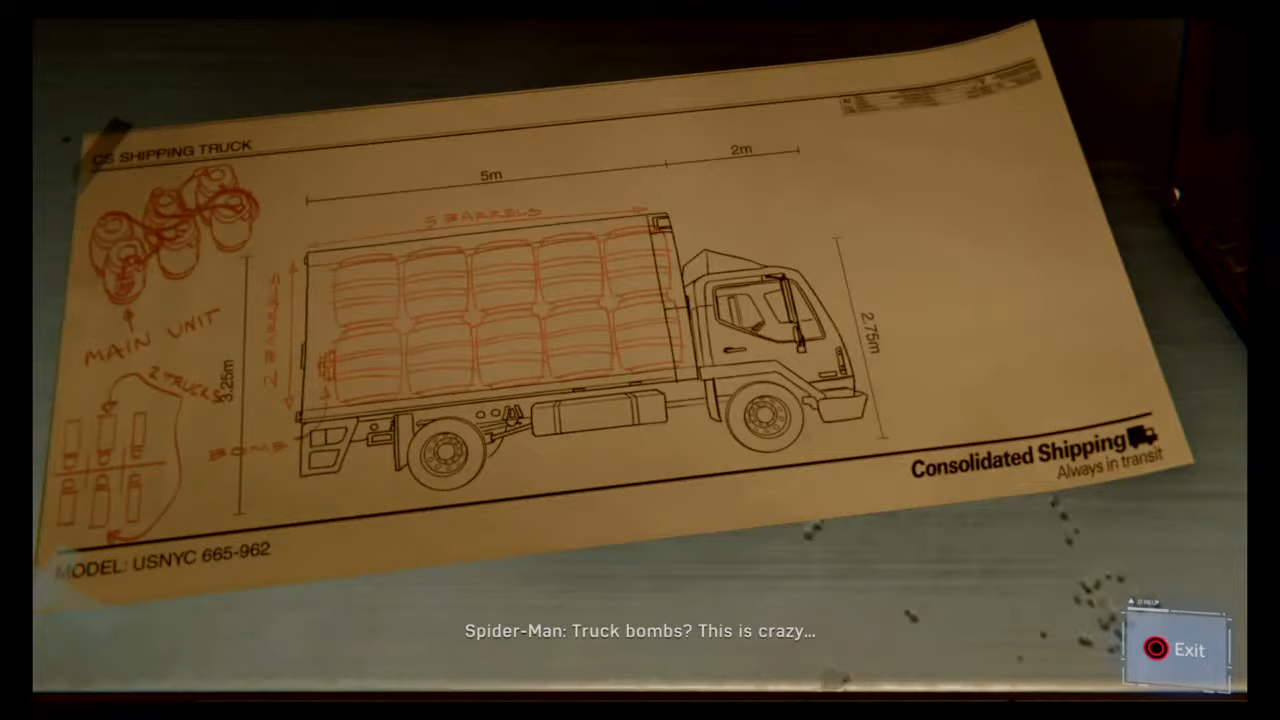 CS SHIPPING TRUCK
5m
2m
5 BARRELS
2 BARRELS
3.25m
2.75m
MAIN UNIT
2 TRUCKS
BOMB
Consolidated Shipping
Always in transit
MODEL: USNYC 665-962
Spider-Man: Truck bombs? This is crazy...
HELP
Exit